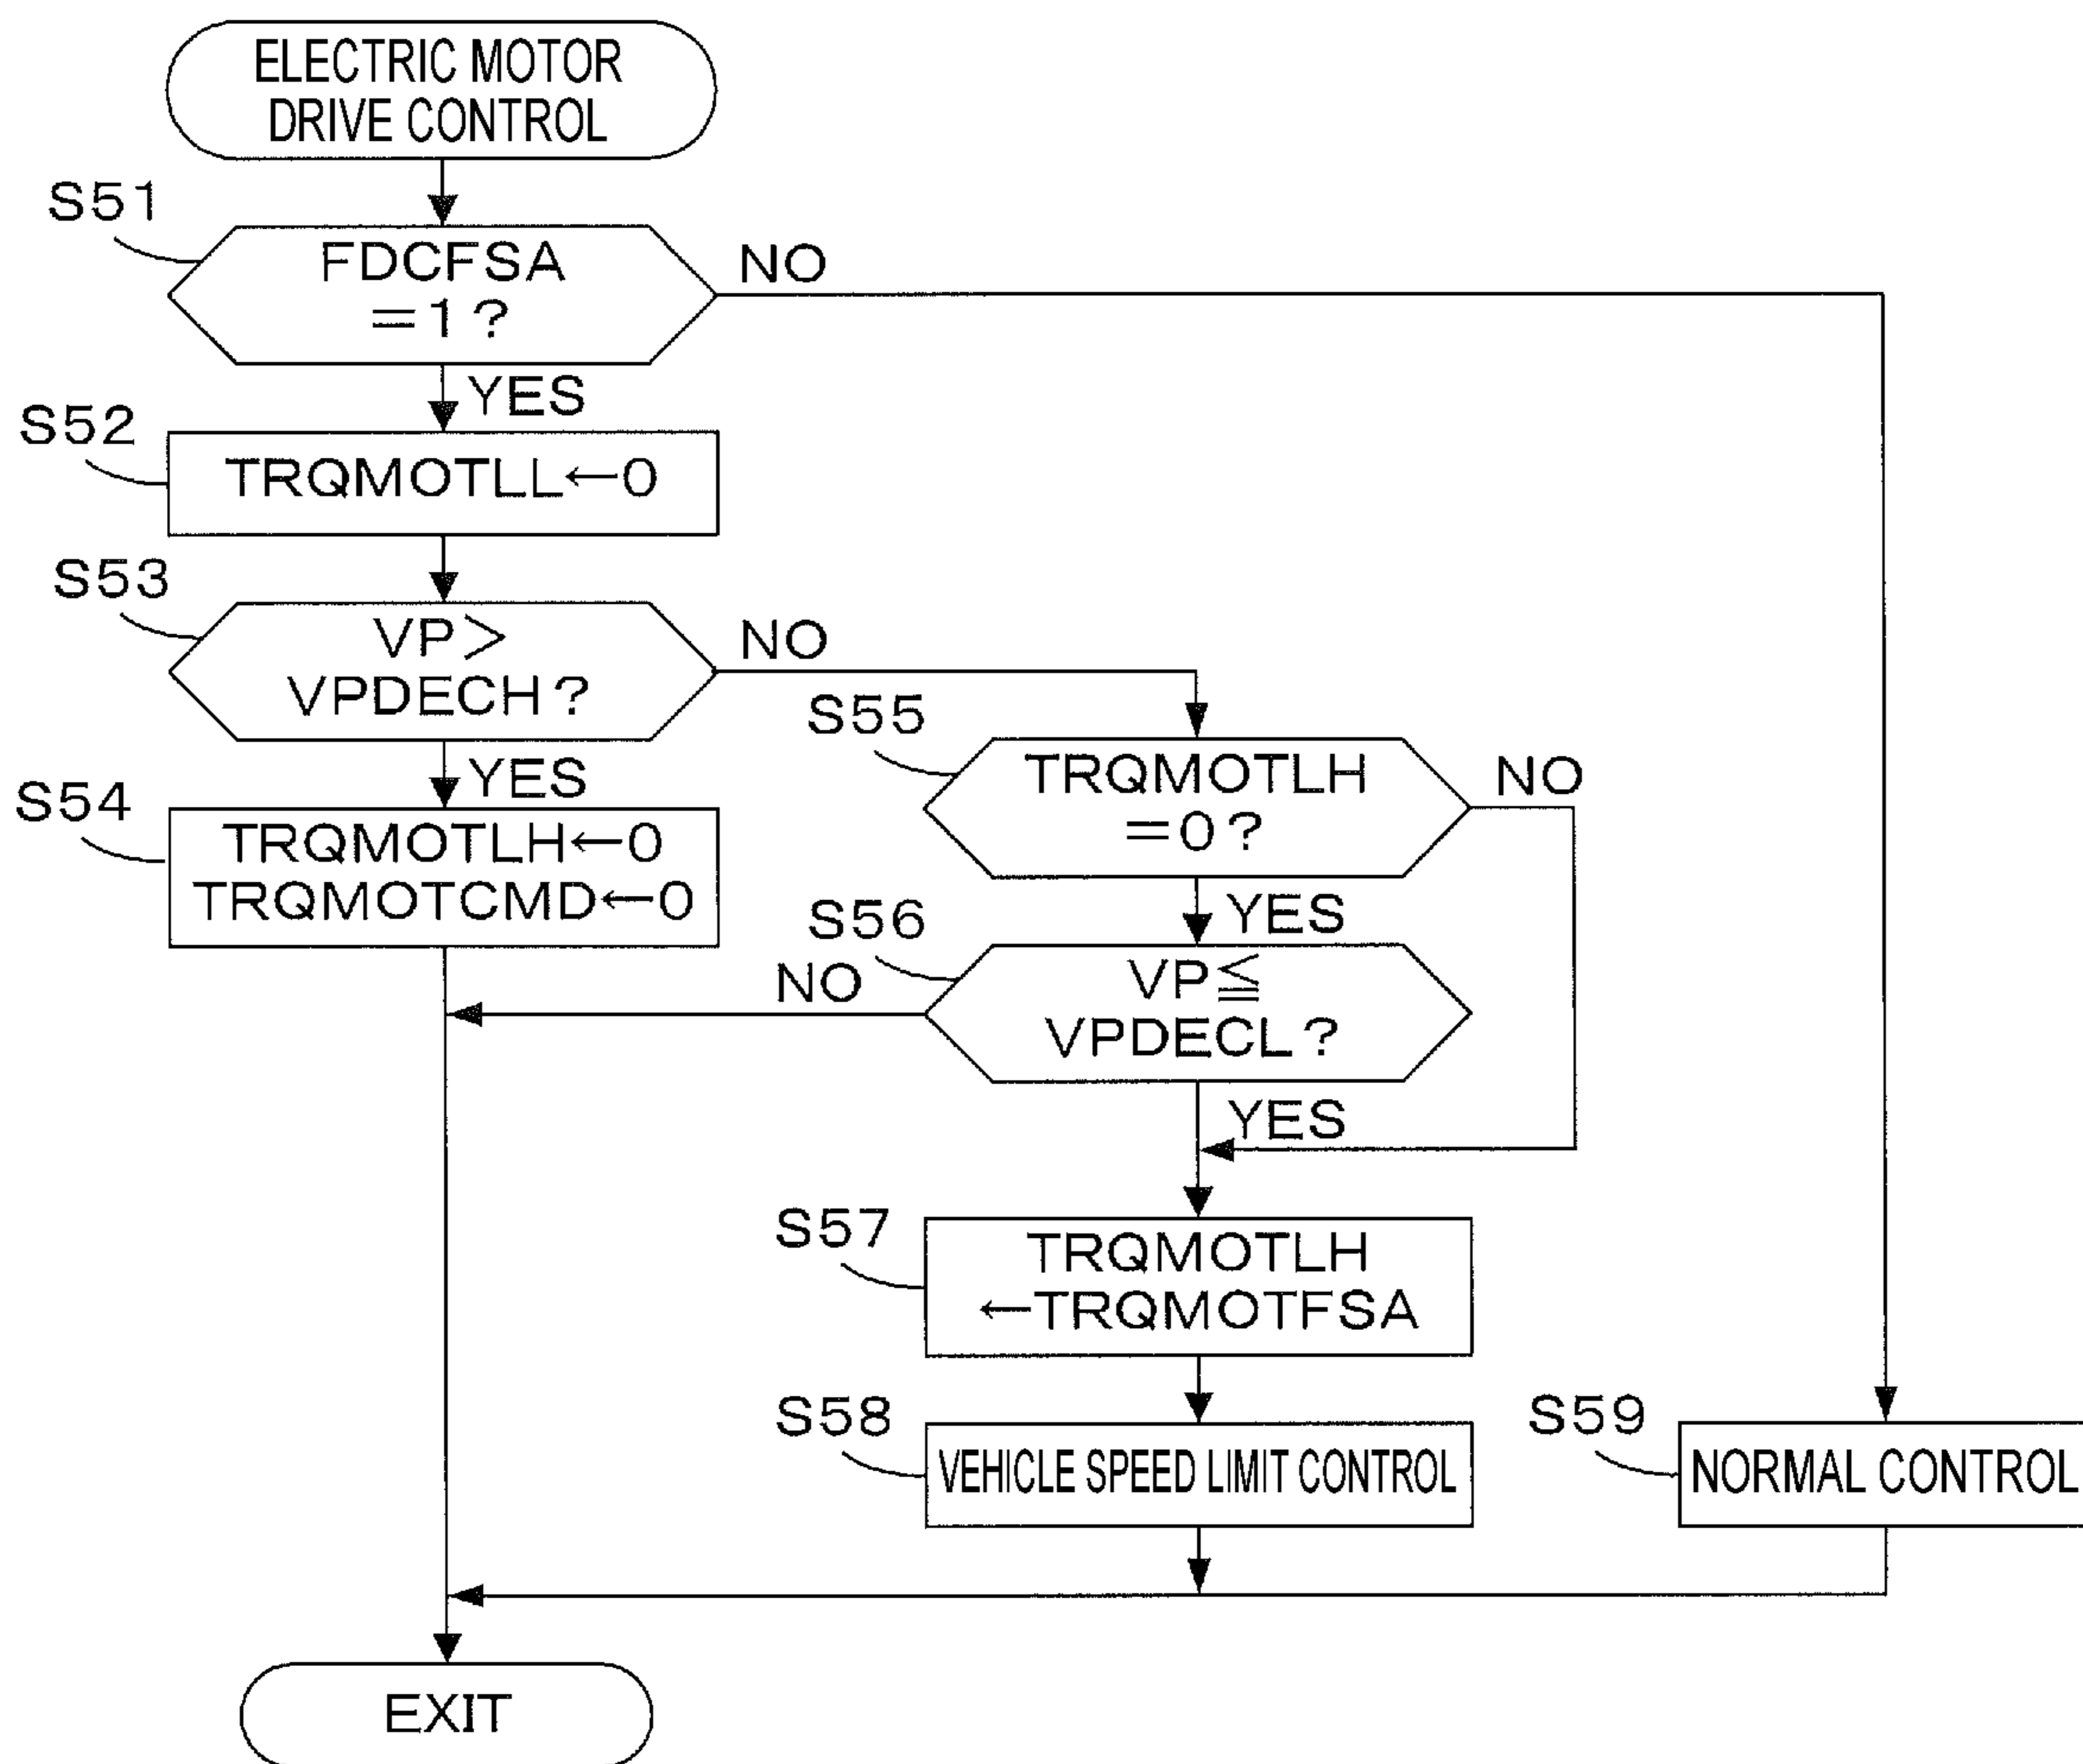 ELECTRIC MOTOR
DRIVE CONTROL
S51
FDCFSA
=1?
NO
YES
S52
TRQMOTLL←0
S53
VP>
VPDECH?
NO
YES
S54
TRQMOTLH←0
TRQMOTCMD←0
S55
TRQMOTLH
=0?
NO
YES
S56
VP≦
VPDECL?
NO
YES
S57
TRQMOTLH
←TRQMOTFSA
S58
VEHICLE SPEED LIMIT CONTROL
S59
NORMAL CONTROL
EXIT